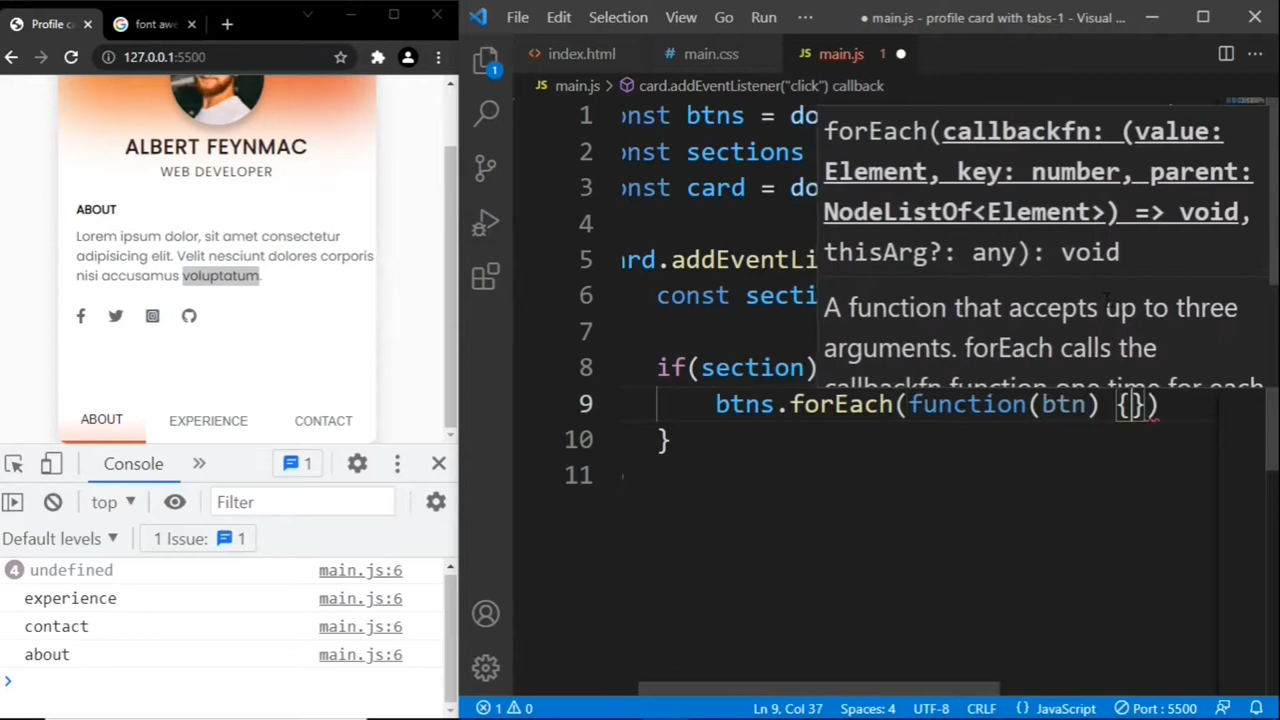 Profile ca
font awe
127.0.0.1:5500
ALBERT FEYNMAC
WEB DEVELOPER
ABOUT
Lorem ipsum dolor, sit amet consectetur
adipisicing elit. Velit nesciunt dolores corporis
nisi accusamus voluptatum.
ABOUT
EXPERIENCE
CONTACT
Console
1
top
Filter
Default levels
1 Issue:
1
4 undefined
main.js:6
experience
main.js:6
contact
main.js:6
about
main.js:6
File Edit Selection View Go Run ···
● main.js - profile card with tabs-1 - Visual ...
1
index.html
# main.css
JS main.js 1 ●
JS main.js > card.addEventListener("click") callback
1 onst btns = do
2 onst sections
3 onst card = do
4
5 ard.addEventLi
6 const secti
7
8 if(section)
9 btns.forEach(function(btn) {})
10 }
11
forEach(callbackfn: (value:
Element, key: number, parent:
NodeListOf<Element>) => void,
thisArg?: any): void
A function that accepts up to three
arguments. forEach calls the
callbackfn function one time for each
1 0
Ln 9, Col 37
Spaces: 4
UTF-8
CRLF
{} JavaScript
Port : 5500